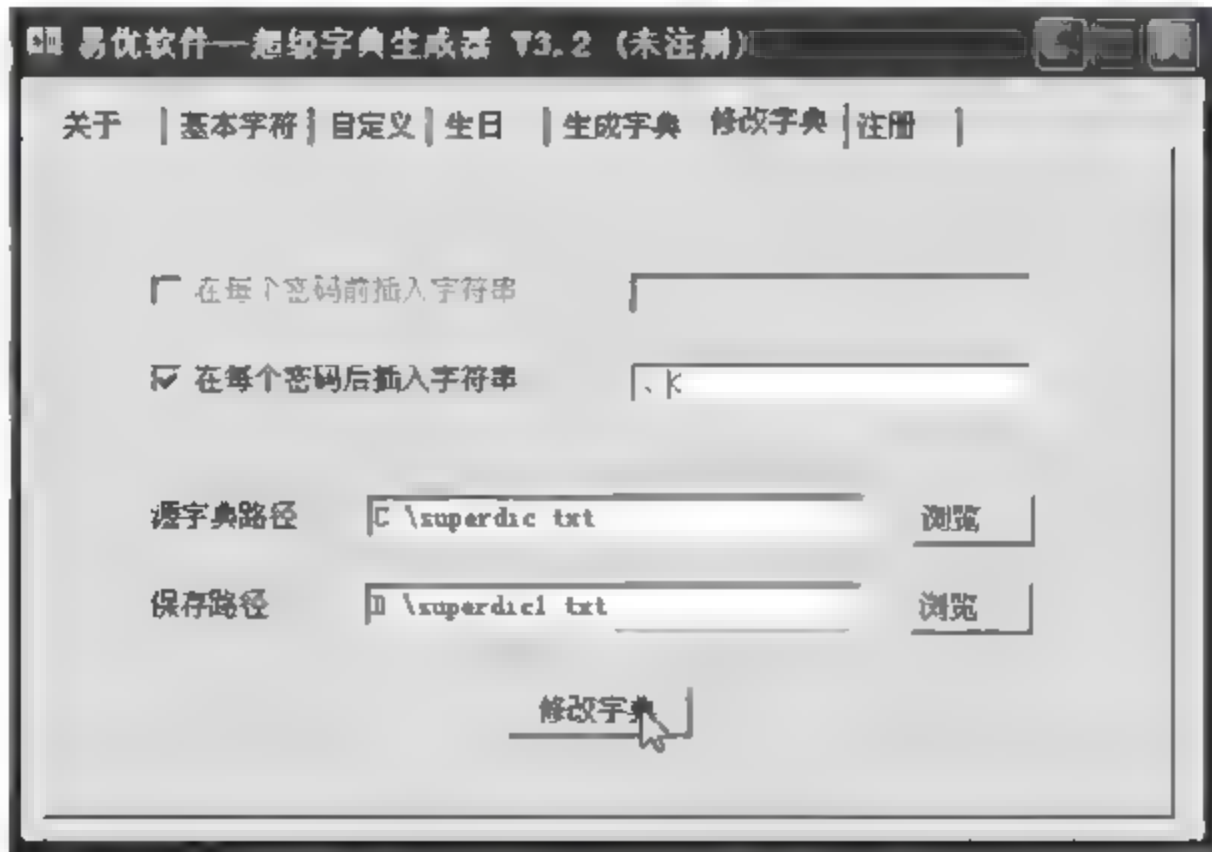 易优软件—超级字典生成器 V3.2 (未注册)
关于 基本字符 自定义 生日 生成字典 修改字典 注册
在每个密码前插入字符串
在每个密码后插入字符串 、K
源字典路径 C \superdic txt 浏览
保存路径 D \superdic1 txt 浏览
修改字典